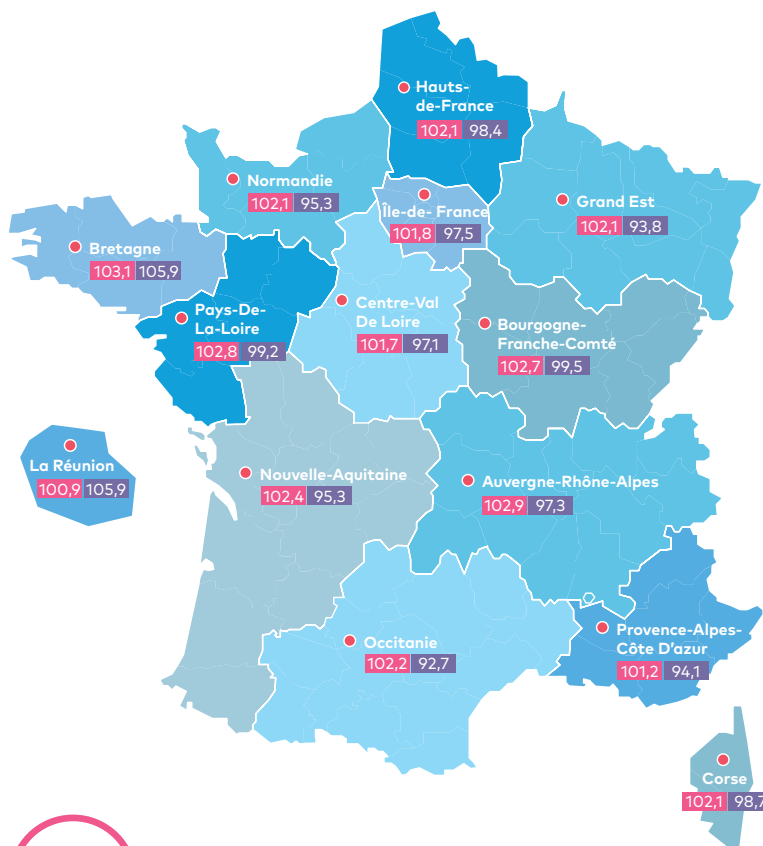 Hauts-
de-France
102,1 98,4
Normandie
102,1 95,3
Île-de- France
101,8 97,5
Grand Est
102,1 93,8
Bretagne
103,1 105,9
Pays-De-
La-Loire
102,8 99,2
Centre-Val
De Loire
101,7 97,1
Bourgogne-
Franche-Comté
102,7 99,5
La Réunion
100,9 105,9
Nouvelle-Aquitaine
102,4 95,3
Auvergne-Rhône-Alpes
102,9 97,3
Occitanie
102,2 92,7
Provence-Alpes-
Côte D'azur
101,2 94,1
Corse
102,1 98,7